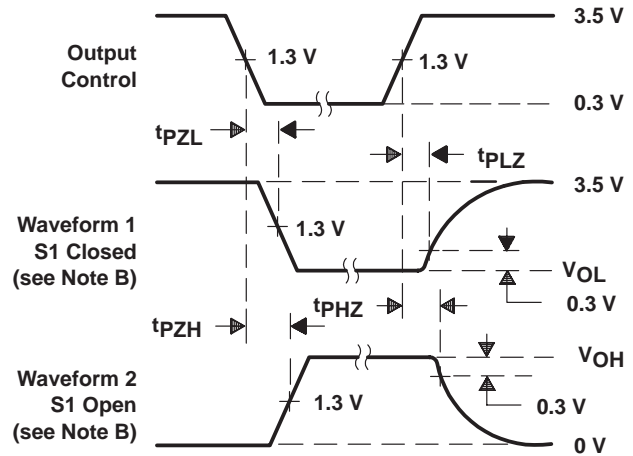 3.5 V
Output
Control
1.3 V
1.3 V
0.3 V
tPZL
tPLZ
3.5 V
Waveform 1
S1 Closed
(see Note B)
1.3 V
VOL
0.3 V
tPZH
tPHZ
VOH
Waveform 2
S1 Open
(see Note B)
1.3 V
0.3 V
0 V